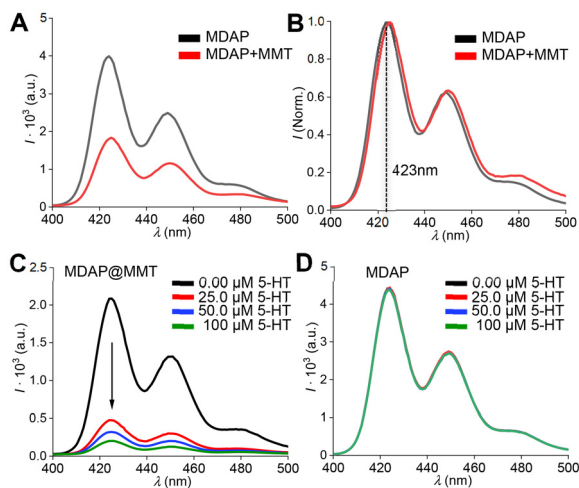 A
MDAP
MDAP+MMT
I · 10³ (a.u.)
5
4
3
2
1
0
400 420 440 460 480 500
λ (nm)
B
MDAP
MDAP+MMT
I (Norm.)
1.0
0.8
0.6
0.4
0.2
0.0
423nm
400 420 440 460 480 500
λ (nm)
C
MDAP@MMT
0.00 µM 5-HT
25.0 µM 5-HT
50.0 µM 5-HT
100 µM 5-HT
I · 10³ (a.u.)
2.5
2.0
1.5
1.0
0.5
0.0
400 420 440 460 480 500
λ (nm)
D
MDAP
0.00 µM 5-HT
25.0 µM 5-HT
50.0 µM 5-HT
100 µM 5-HT
I · 10³ (a.u.)
5
4
3
2
1
0
400 420 440 460 480 500
λ (nm)